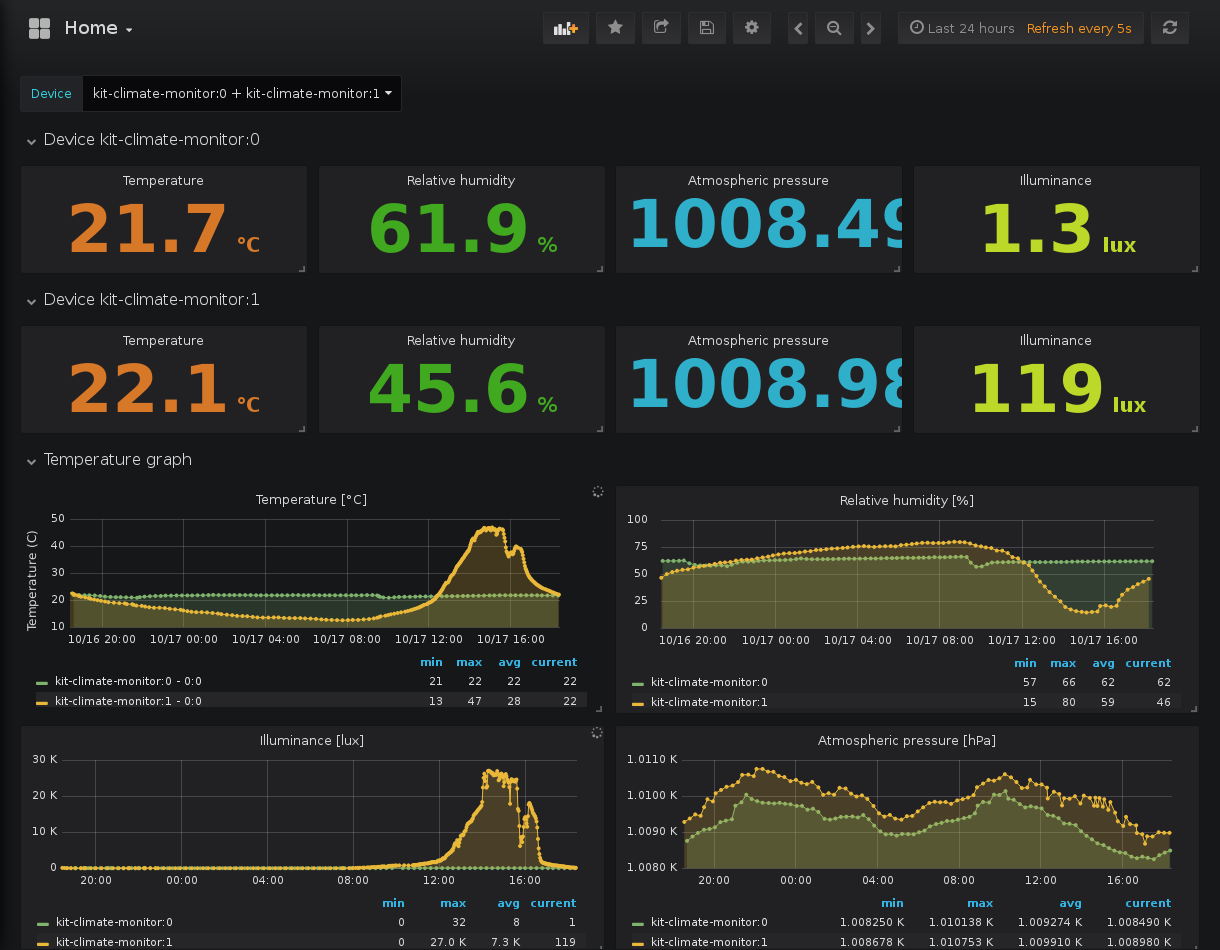 Home
Last 24 hours Refresh every 5s
Device kit-climate-monitor:0 + kit-climate-monitor:1
Device kit-climate-monitor:0
Temperature Relative humidity Atmospheric pressure Illuminance
21.7 °C 61.9 % 1008.49 1.3 lux
Device kit-climate-monitor:1
Temperature Relative humidity Atmospheric pressure Illuminance
22.1 °C 45.6 % 1008.98 119 lux
Temperature graph
Temperature [°C]
Temperature (C)
50
40
30
20
10
10/16 20:00 10/17 00:00 10/17 04:00 10/17 08:00 10/17 12:00 10/17 16:00
min max avg current
kit-climate-monitor:0 - 0:0 21 22 22 22
kit-climate-monitor:1 - 0:0 13 47 28 22
Relative humidity [%]
100
75
50
25
0
10/16 20:00 10/17 00:00 10/17 04:00 10/17 08:00 10/17 12:00 10/17 16:00
min max avg current
kit-climate-monitor:0 57 66 62 62
kit-climate-monitor:1 15 80 59 46
Illuminance [lux]
30 K
20 K
10 K
0
20:00 00:00 04:00 08:00 12:00 16:00
min max avg current
kit-climate-monitor:0 0 32 8 1
kit-climate-monitor:1 0 27.0 K 7.3 K 119
Atmospheric pressure [hPa]
1.0110 K
1.0100 K
1.0090 K
1.0080 K
20:00 00:00 04:00 08:00 12:00 16:00
min max avg current
kit-climate-monitor:0 1.008250 K 1.010138 K 1.009274 K 1.008490 K
kit-climate-monitor:1 1.008678 K 1.010753 K 1.009910 K 1.008980 K